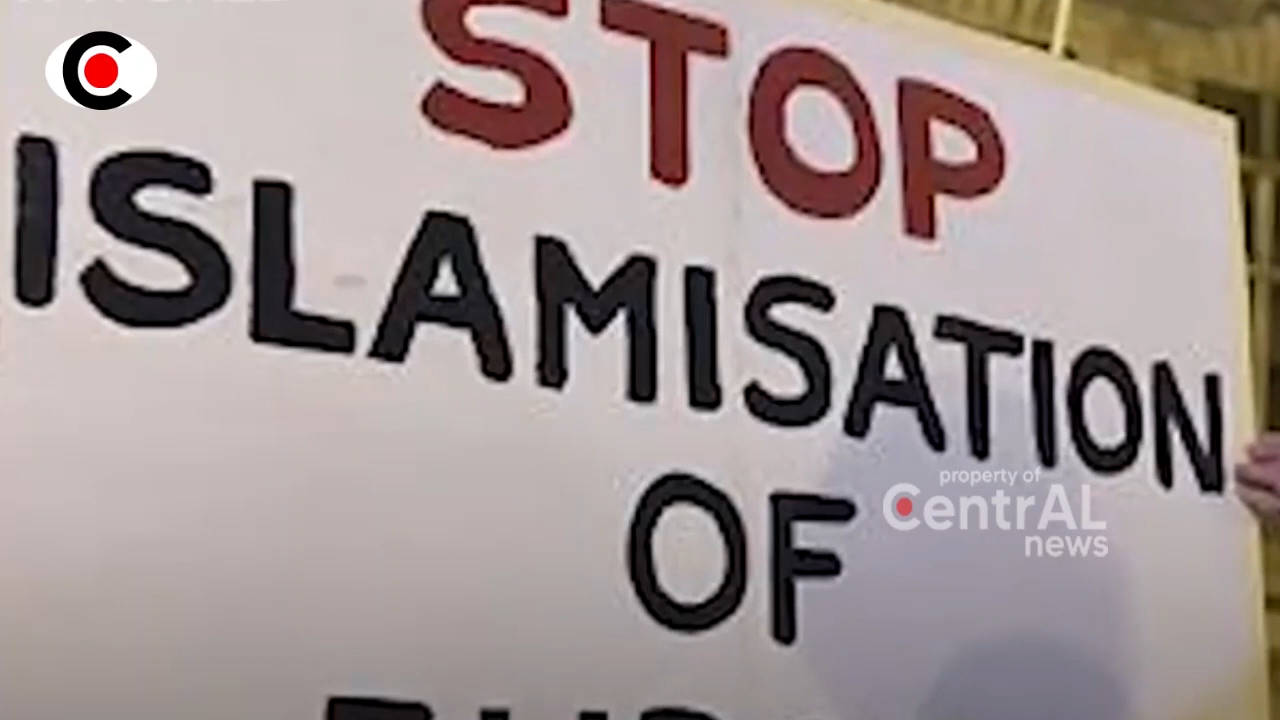 STOP
ISLAMISATION
OF
property of
CentrAL
news